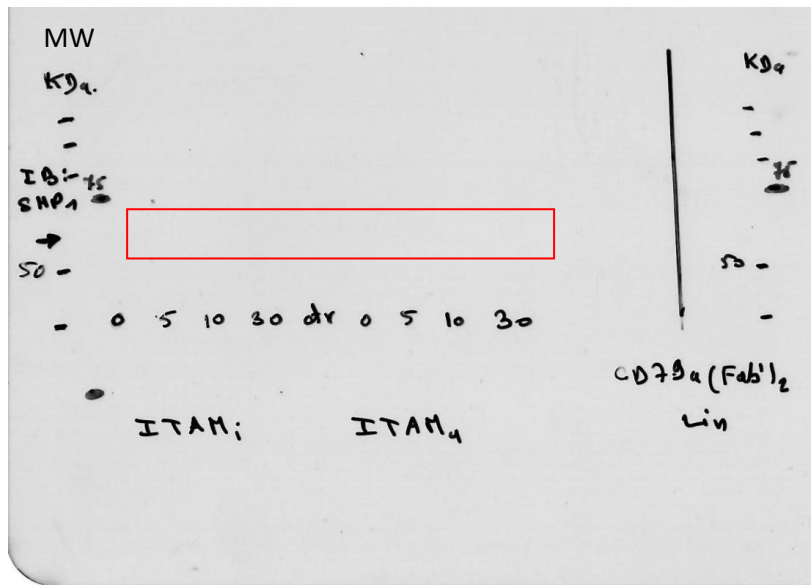 MW
KDa.
KDa
IB: 75
SHP1
75
50
50
0 5 10 30 dr 0 5 10 30
CD79a (Fab')2
Lin
ITAMi
ITAMa